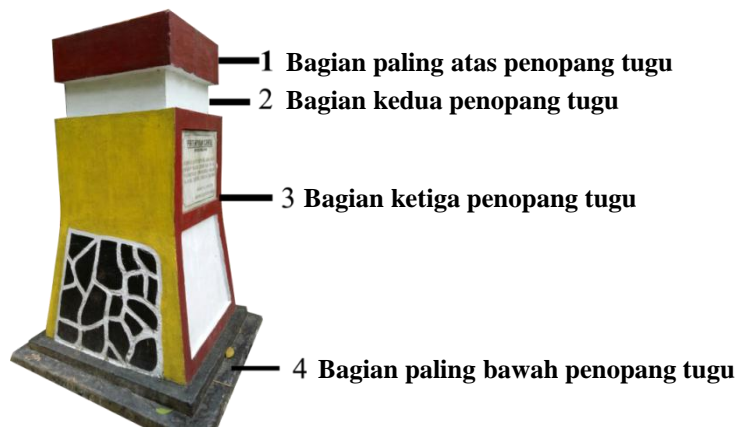 1 Bagian paling atas penopang tugu
2 Bagian kedua penopang tugu
3 Bagian ketiga penopang tugu
4 Bagian paling bawah penopang tugu